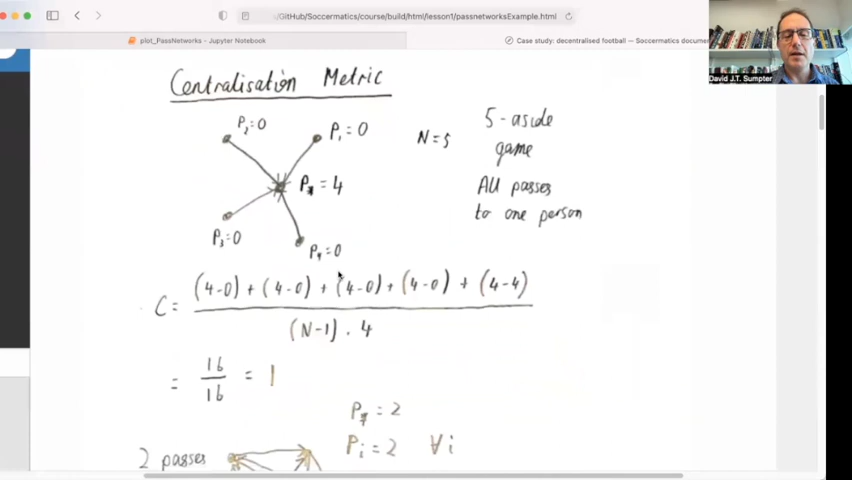 GitHub/Soccermatics/course/build/html/lesson1/passnetworksExample.html
plot_PassNetworks - Jupyter Notebook
Case study: decentralised football — Soccermatics docume
David J.T. Sumpter
Centralisation Metric
P₂=0
P₁=0
N=5
5-aside
game
P* = 4
All passes
to one person
P₃=0
P₄=0
C= (4-0) + (4-0) + (4-0) + (4-0) + (4-4)
(N-1) . 4
= 16/16 = 1
P* = 2
Pi = 2 ∀i
2 passes